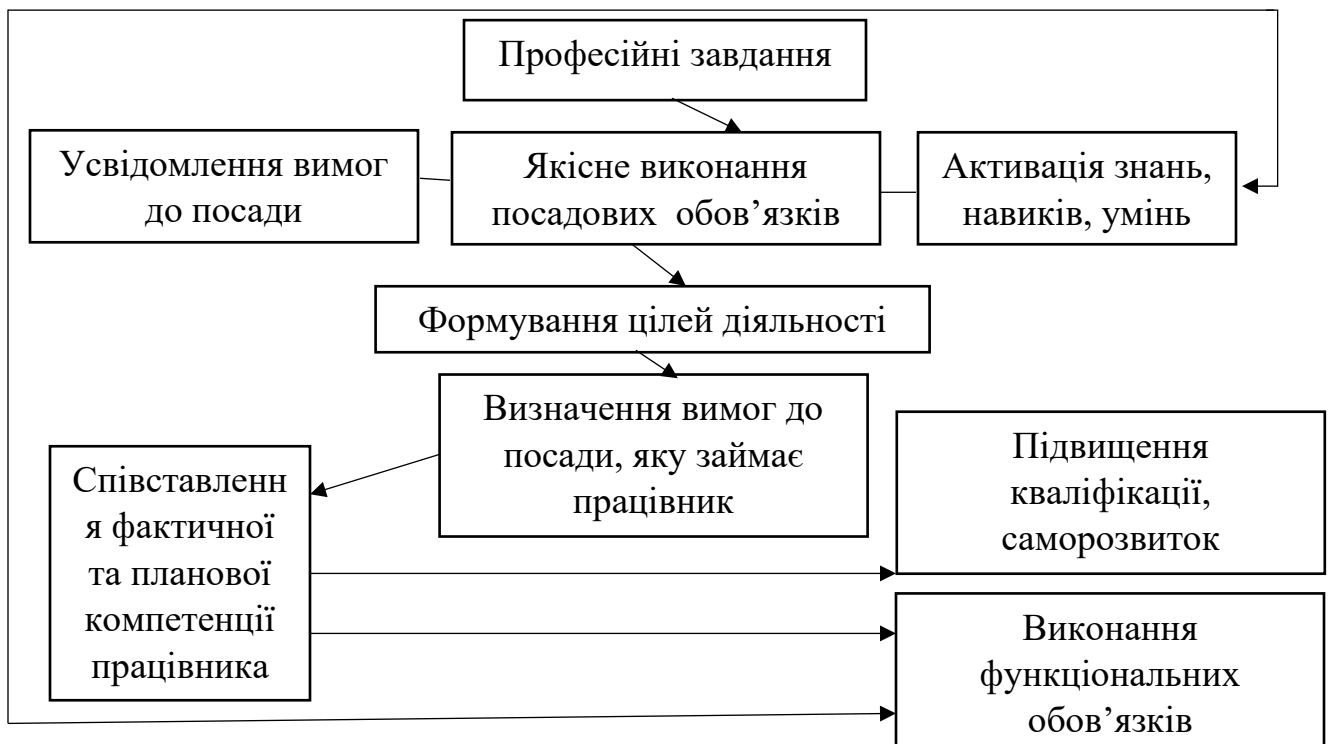 Професійні завдання
Усвідомлення вимог
до посади
Якісне виконання
посадових обов’язків
Активація знань,
навиків, умінь
Формування цілей діяльності
Визначення вимог до
посади, яку займає
працівник
Співставленн
я фактичної
та планової
компетенції
працівника
Підвищення
кваліфікації,
саморозвиток
Виконання
функціональних
обов’язків